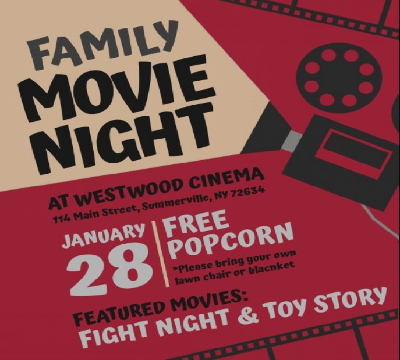 FAMILY
MOVIE
NIGHT
AT WESTWOOD CINEMA
114 Main Street, Summerville, NY 72634
JANUARY
28
FREE
POPCORN
*Please bring your own
lawn chair or blacnket
FEATURED MOVIES:
FIGHT NIGHT & TOY STORY